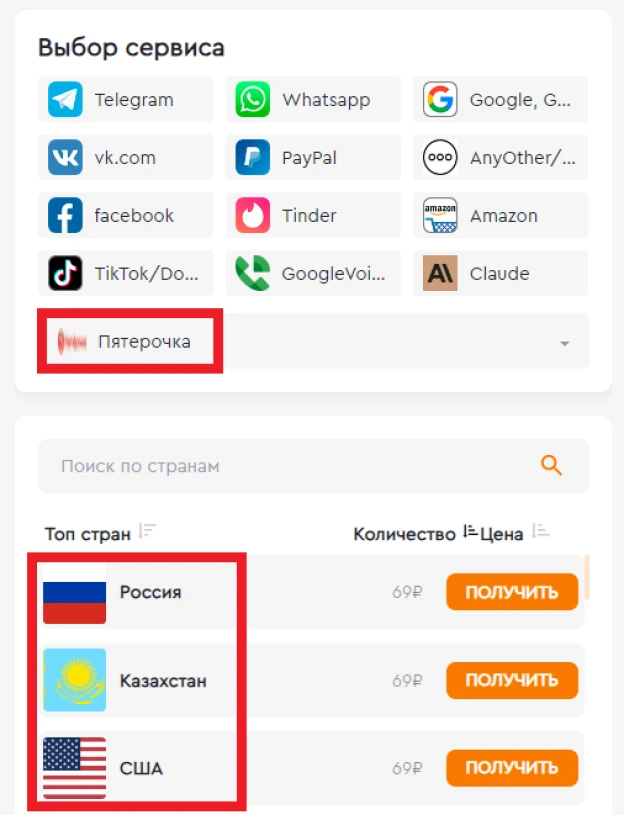 Выбор сервиса
Telegram Whatsapp Google, G...
vk.com PayPal AnyOther/...
facebook Tinder amazon Amazon
TikTok/Do... GoogleVoi... Claude
Пятерочка
Поиск по странам
Топ стран Количество Цена
Россия 69₽ ПОЛУЧИТЬ
Казахстан 69₽ ПОЛУЧИТЬ
США 69₽ ПОЛУЧИТЬ